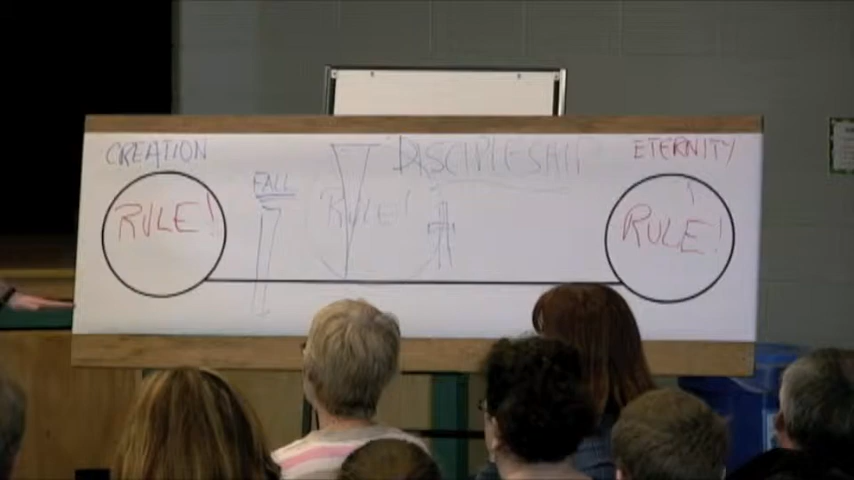 CREATION
DISCIPLESHIP
ETERNITY
FALL
RULE!
RULE!
RULE!